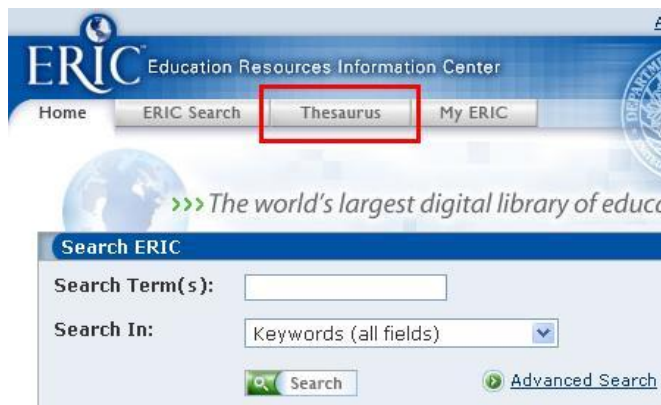 ERIC Education Resources Information Center
Home ERIC Search Thesaurus My ERIC
>>> The world's largest digital library of
Search ERIC
Search Term(s):
Search In: Keywords (all fields)
Search Advanced Search